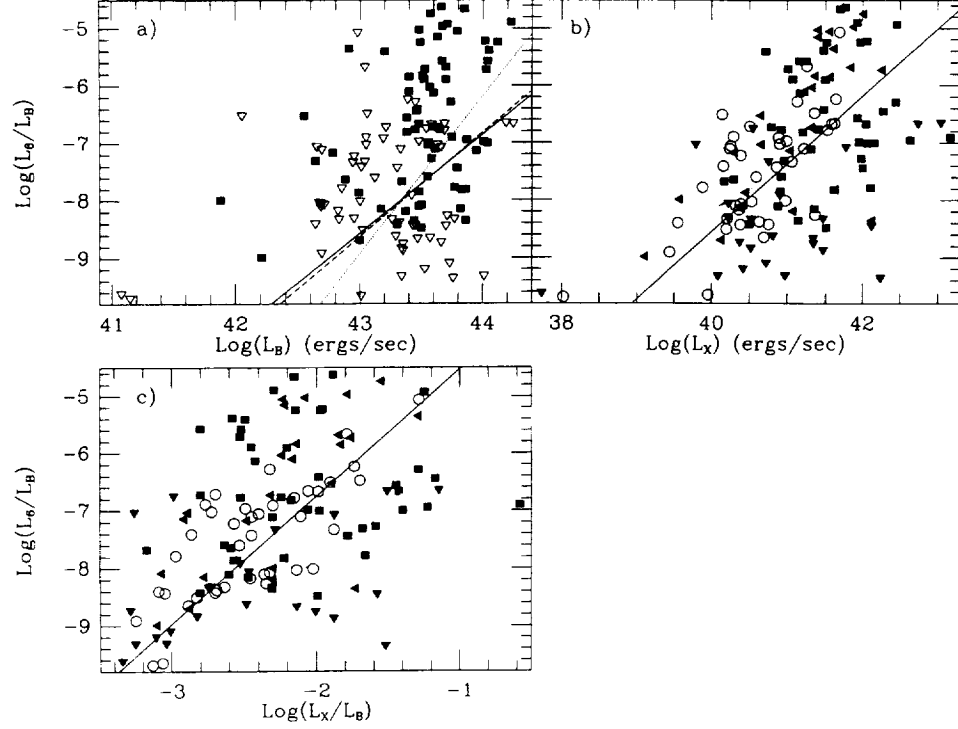 a)
b)
-5
-6
-7
-8
-9
Log(L₆/L_B)
41
42
43
44
38
40
42
Log(L_B) (ergs/sec)
Log(L_X) (ergs/sec)
c)
-5
-6
-7
-8
-9
Log(L₆/L_B)
-3
-2
-1
Log(L_X/L_B)